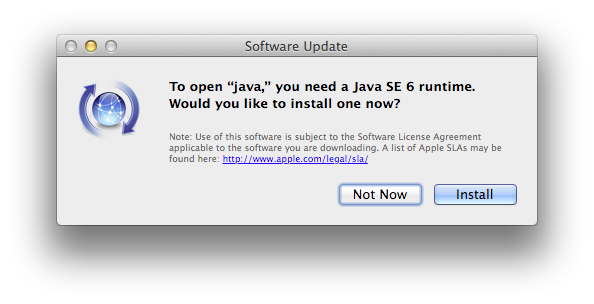 Software Update
To open “java,” you need a Java SE 6 runtime.
Would you like to install one now?
Note: Use of this software is subject to the Software License Agreement
applicable to the software you are downloading. A list of Apple SLAs may be
found here: http://www.apple.com/legal/sla/
Not Now
Install